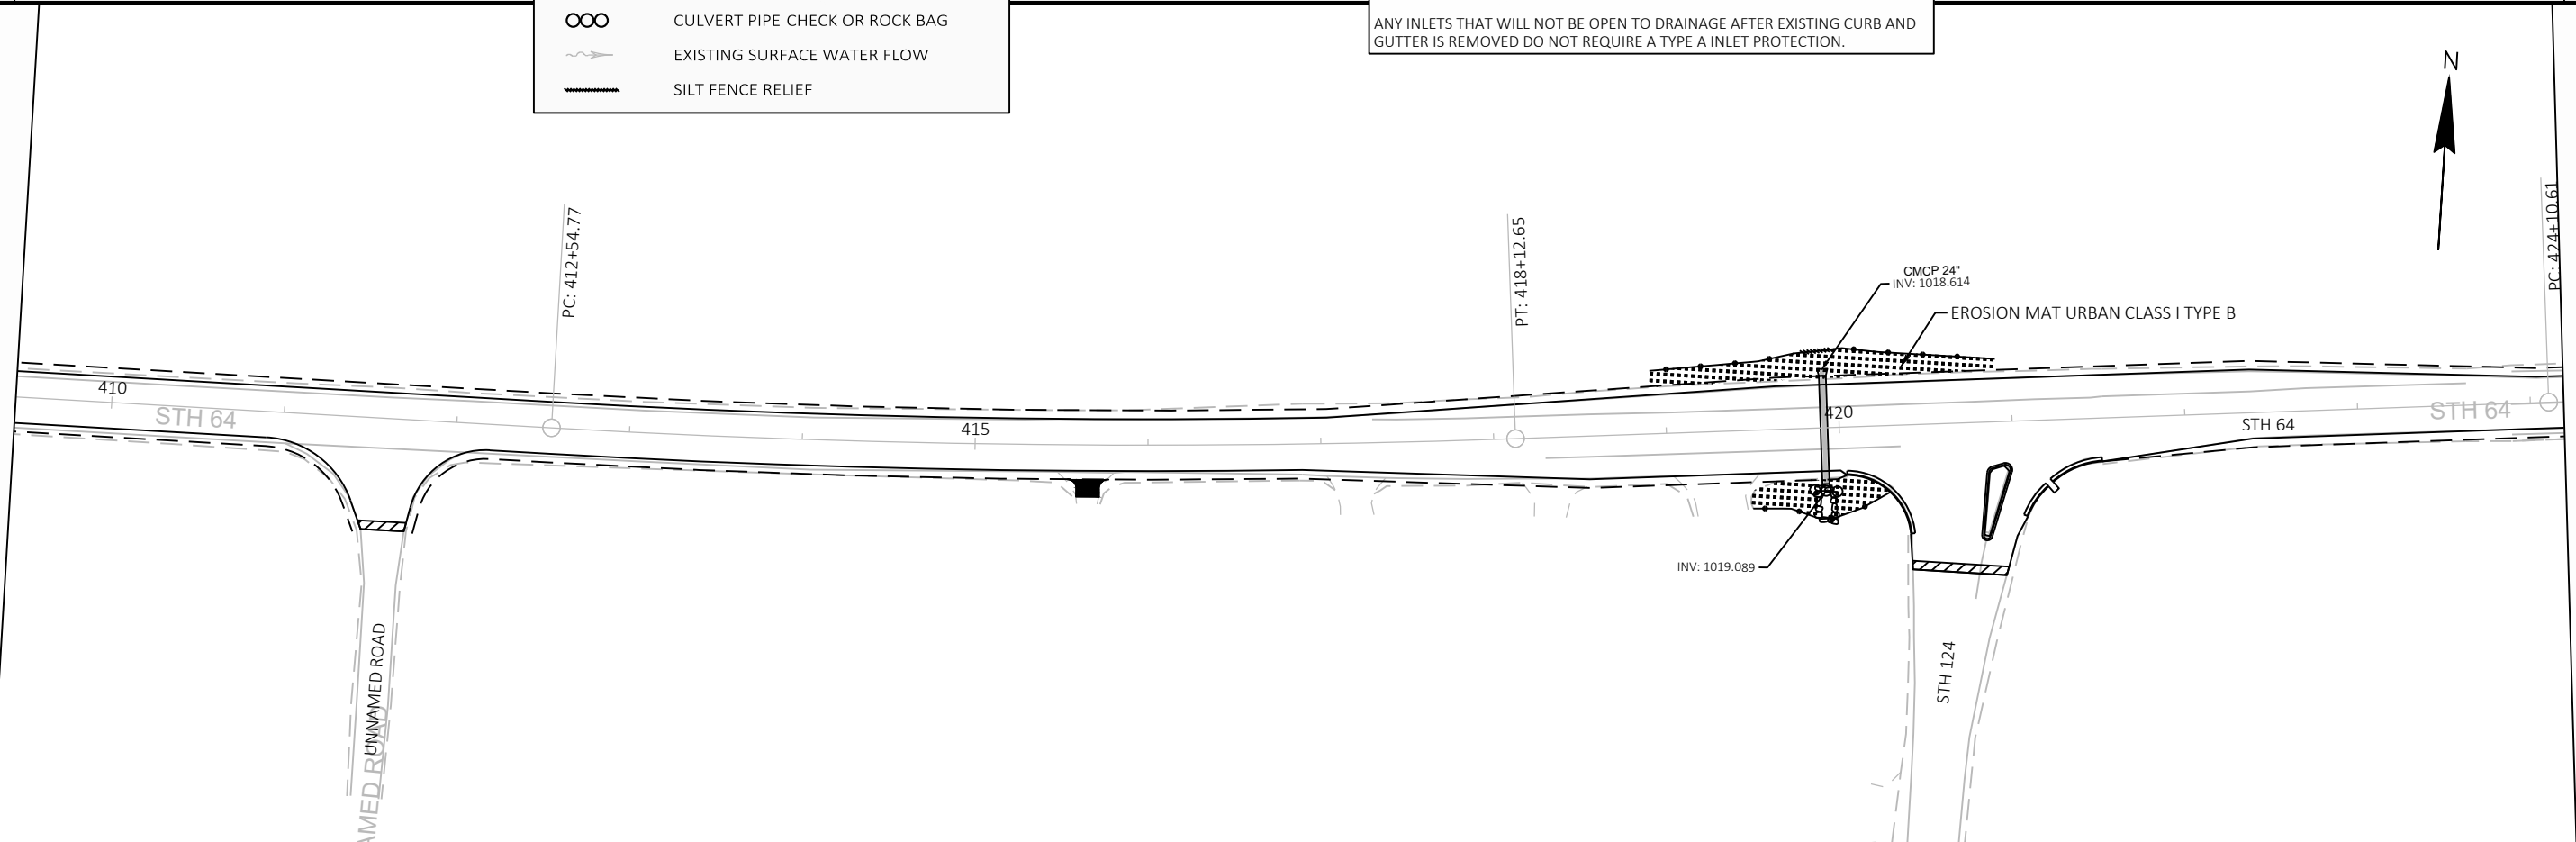 CULVERT PIPE CHECK OR ROCK BAG
EXISTING SURFACE WATER FLOW
SILT FENCE RELIEF
ANY INLETS THAT WILL NOT BE OPEN TO DRAINAGE AFTER EXISTING CURB AND
GUTTER IS REMOVED DO NOT REQUIRE A TYPE A INLET PROTECTION.
N
PC: 412+54.77
PT: 418+12.65
PC: 424+10.61
CMCP 24"
INV: 1018.614
EROSION MAT URBAN CLASS I TYPE B
410
STH 64
415
420
STH 64
STH 64
INV: 1019.089
UNNAMED ROAD
AMED ROAD
STH 124